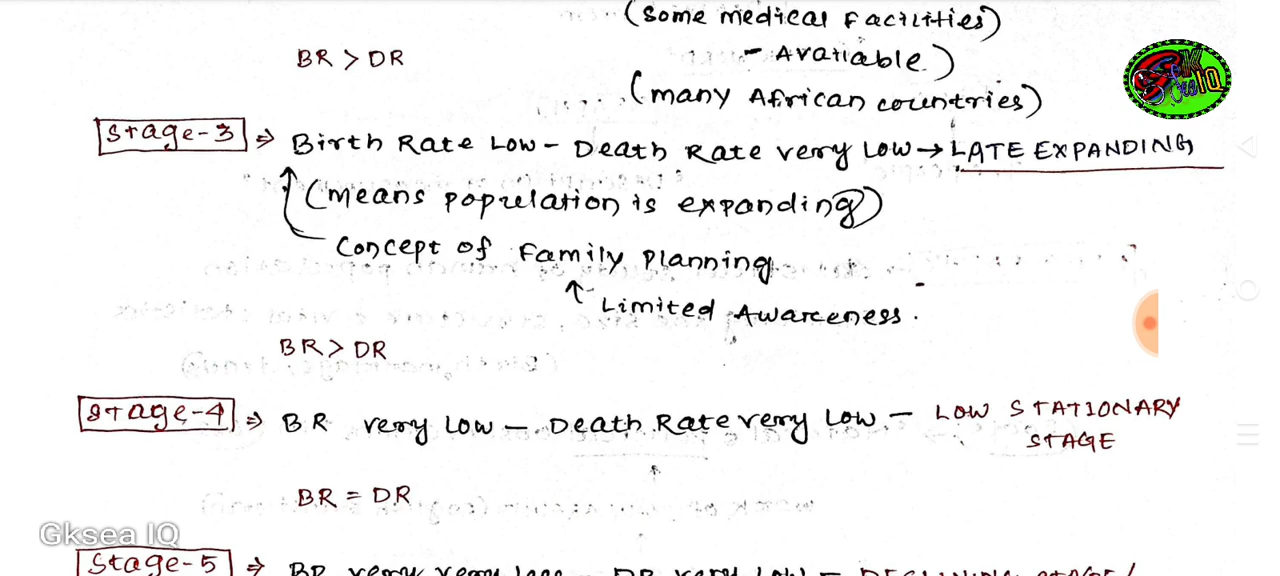 (Some medical Facilities)
BR > DR
- Available)
(many African countries)
Stage-3 ⇒ Birth Rate Low - Death Rate very Low → LATE EXPANDING
(means population is expanding)
Concept of Family Planning
↑ Limited Awareness.
BR > DR
Stage-4 ⇒ BR very Low - Death Rate very Low. - LOW STATIONARY
STAGE
BR = DR
Gksea IQ
Stage-5 ⇒